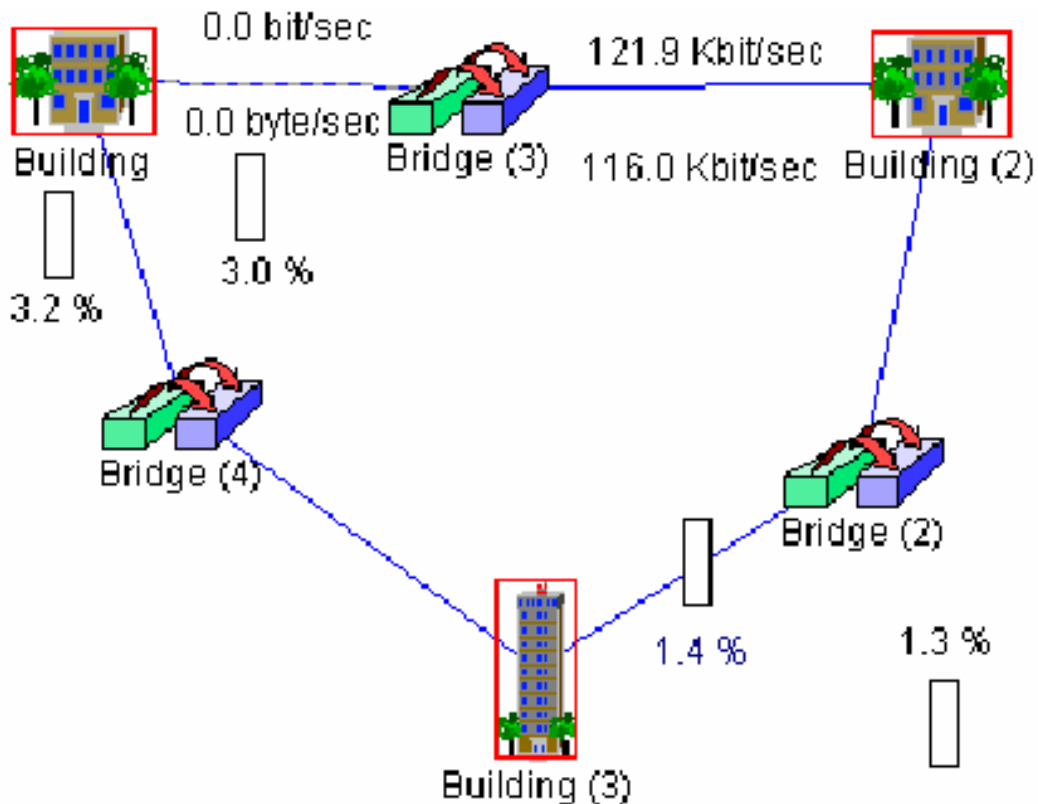 0.0 bit/sec
121.9 Kbit/sec
0.0 byte/sec
Building
Bridge (3)
116.0 Kbit/sec
Building (2)
3.0 %
3.2 %
Bridge (4)
Bridge (2)
1.4 %
1.3 %
Building (3)